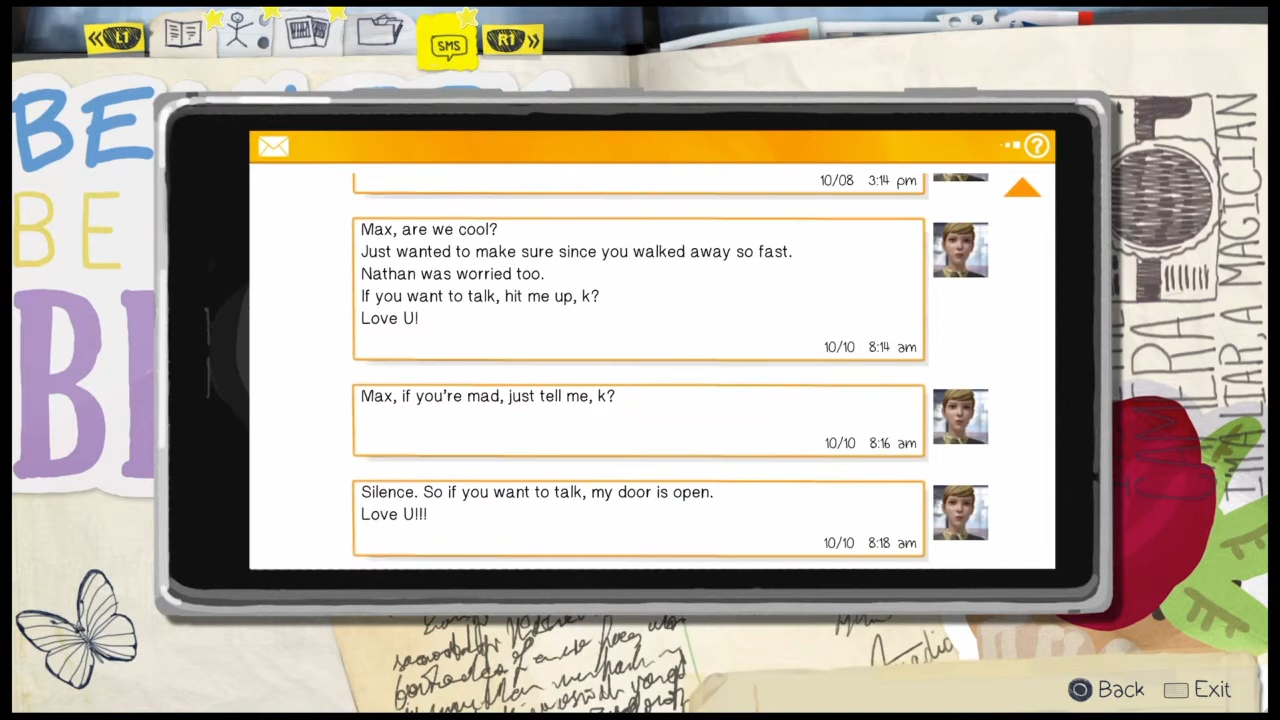 L1
SMS
R1
10/08 3:14 pm
Max, are we cool?
Just wanted to make sure since you walked away so fast.
Nathan was worried too.
If you want to talk, hit me up, k?
Love U!
10/10 8:14 am
Max, if you're mad, just tell me, k?
10/10 8:16 am
Silence. So if you want to talk, my door is open.
Love U!!!
10/10 8:18 am
BE
BE
A MAGICIAN
Back
Exit